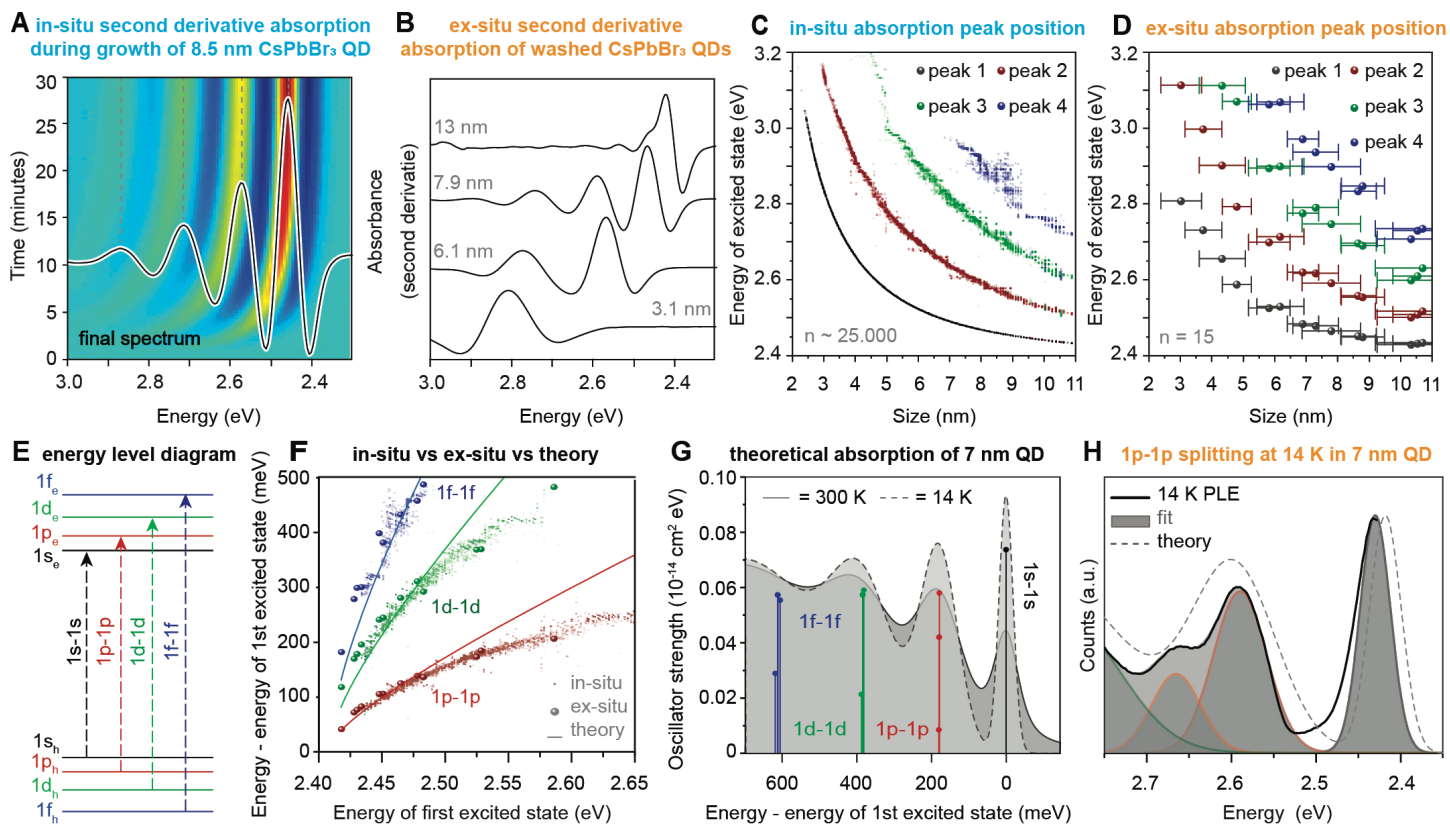 A in-situ second derivative absorption
during growth of 8.5 nm CsPbBr₃ QD
30
25
20
15
10
5
0
Time (minutes)
final spectrum
3.0 2.8 2.6 2.4
Energy (eV)
B ex-situ second derivative
absorption of washed CsPbBr₃ QDs
Absorbance
(second derivatie)
13 nm
7.9 nm
6.1 nm
3.1 nm
3.0 2.8 2.6 2.4
Energy (eV)
C in-situ absorption peak position
Energy of excited state (eV)
3.2
3.0
2.8
2.6
2.4
peak 1 peak 2
peak 3 peak 4
n ~ 25.000
2 3 4 5 6 7 8 9 10 11
Size (nm)
D ex-situ absorption peak position
Energy of excited state (eV)
3.2
3.0
2.8
2.6
2.4
peak 1 peak 2
peak 3
peak 4
n = 15
2 3 4 5 6 7 8 9 10 11
Size (nm)
E energy level diagram
1fe
1de
1pe
1se
1s-1s
1p-1p
1d-1d
1f-1f
1sh
1ph
1dh
1fh
F in-situ vs ex-situ vs theory
Energy - energy of 1st excited state (meV)
500
400
300
200
100
0
1f-1f
1d-1d
1p-1p
in-situ
ex-situ
theory
2.40 2.45 2.50 2.55 2.60 2.65
Energy of first excited state (eV)
G theoretical absorption of 7 nm QD
Oscillator strength (10⁻¹⁴ cm² eV)
0.10
0.08
0.06
0.04
0.02
0
= 300 K = 14 K
1s-1s
1f-1f
1d-1d
1p-1p
600 400 200 0
Energy - energy of 1st excited state (meV)
H 1p-1p splitting at 14 K in 7 nm QD
Counts (a.u.)
14 K PLE
fit
theory
2.7 2.6 2.5 2.4
Energy (eV)